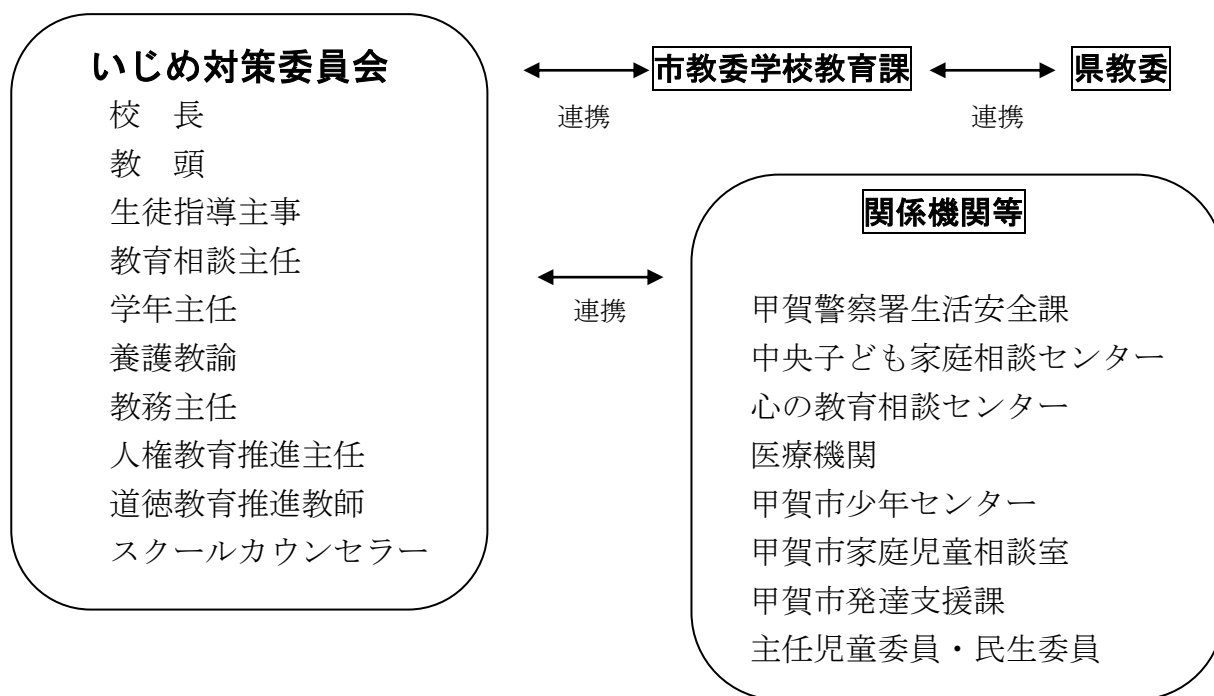 いじめ対策委員会
校　長
教　頭
生徒指導主事
教育相談主任
学年主任
養護教諭
教務主任
人権教育推進主任
道徳教育推進教師
スクールカウンセラー
市教委学校教育課
県教委
連携
連携
連携
関係機関等
甲賀警察署生活安全課
中央子ども家庭相談センター
心の教育相談センター
医療機関
甲賀市少年センター
甲賀市家庭児童相談室
甲賀市発達支援課
主任児童委員・民生委員